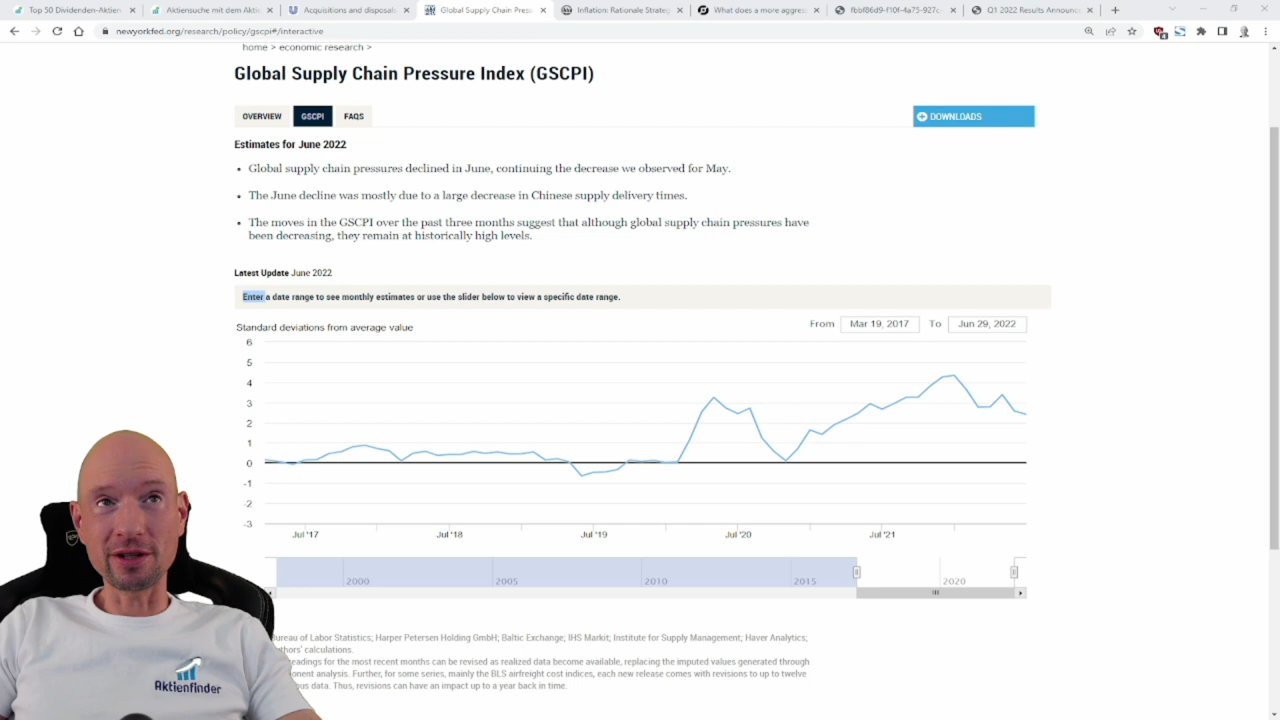 Top 50 Dividenden-Aktien
Aktiensuche mit dem Aktie
Acquisitions and disposals
Global Supply Chain Press
Inflation: Rationale Strateg
What does a more aggres
fbbf86d9-f10f-4a75-927c-
Q1 2022 Results Announc
newyorkfed.org/research/policy/gscpi#/interactive
home > economic research >
Global Supply Chain Pressure Index (GSCPI)
OVERVIEW
GSCPI
FAQS
DOWNLOADS
Estimates for June 2022
• Global supply chain pressures declined in June, continuing the decrease we observed for May.
• The June decline was mostly due to a large decrease in Chinese supply delivery times.
• The moves in the GSCPI over the past three months suggest that although global supply chain pressures have
been decreasing, they remain at historically high levels.
Latest Update June 2022
Enter a date range to see monthly estimates or use the slider below to view a specific date range.
Standard deviations from average value
From Mar 19, 2017 To Jun 29, 2022
6
5
4
3
2
1
0
-1
-2
-3
Jul '17
Jul '18
Jul '19
Jul '20
Jul '21
2000
2005
2010
2015
2020
ureau of Labor Statistics; Harper Petersen Holding GmbH; Baltic Exchange; IHS Markit; Institute for Supply Management; Haver Analytics;
thors' calculations.
eadings for the most recent months can be revised as realized data become available, replacing the imputed values generated through
onent analysis. Further, for some series, mainly the BLS airfreight cost indices, each new release comes with revisions to up to twelve
ous data. Thus, revisions can have an impact up to a year back in time.
Aktienfinder